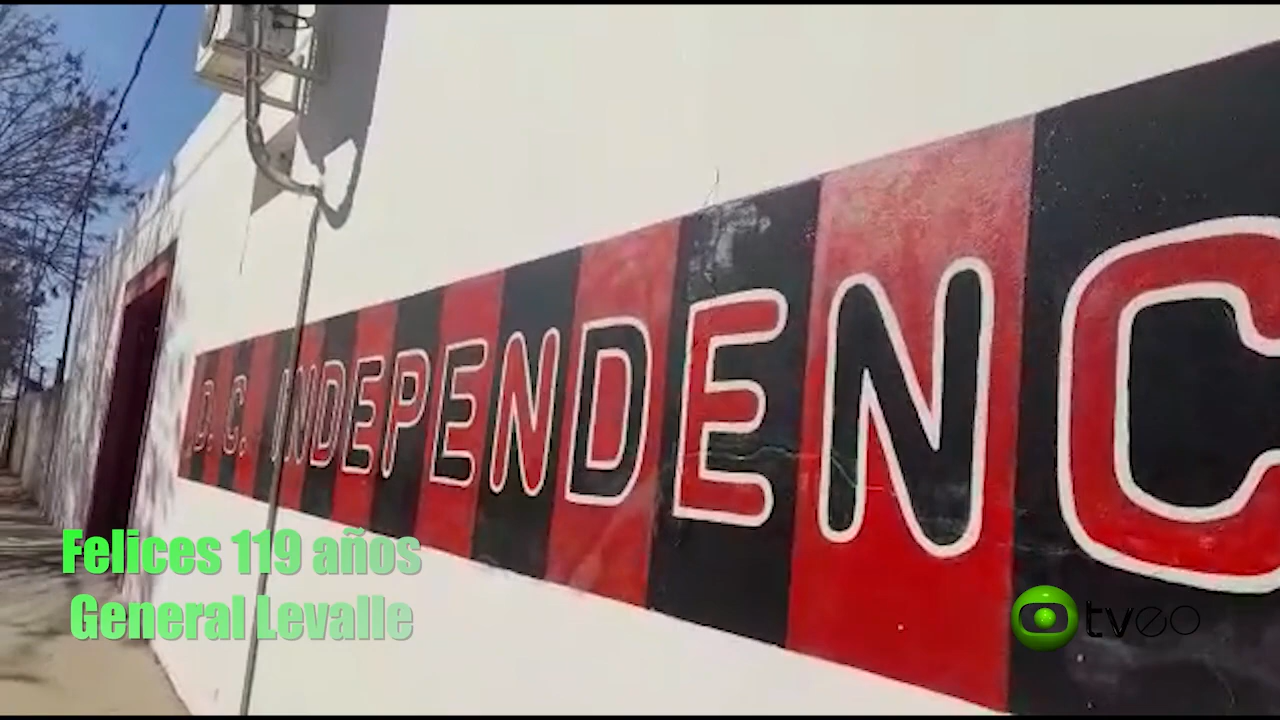 D. C. INDEPENDENC
Felices 119 años
General Levalle
tveo